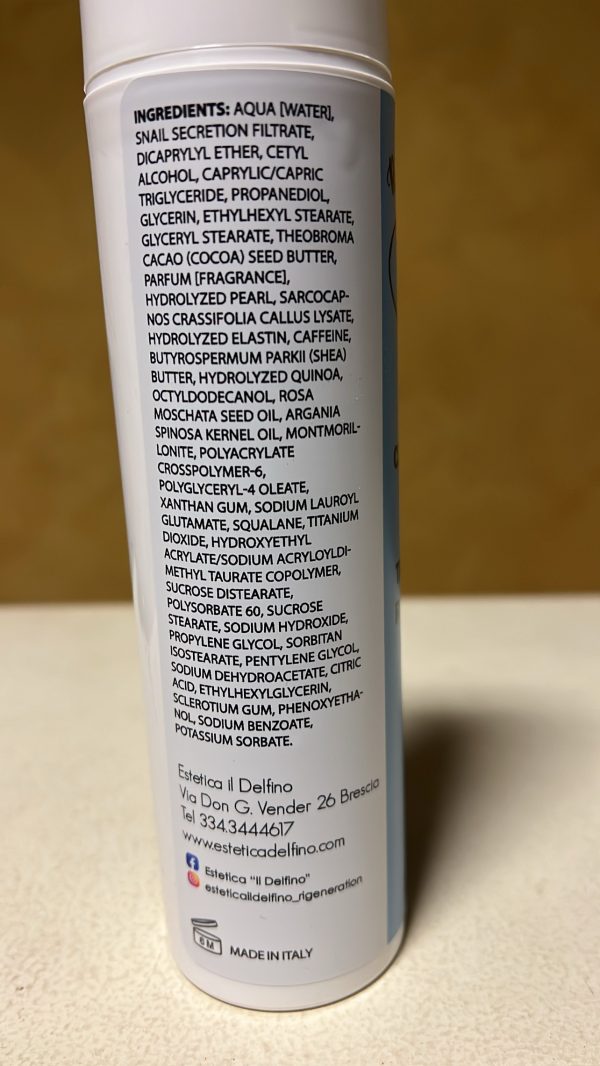 INGREDIENTS: AQUA [WATER],
SNAIL SECRETION FILTRATE,
DICAPRYLYL ETHER, CETYL
ALCOHOL, CAPRYLIC/CAPRIC
TRIGLYCERIDE, PROPANEDIOL,
GLYCERIN, ETHYLHEXYL STEARATE,
GLYCERYL STEARATE, THEOBROMA
CACAO (COCOA) SEED BUTTER,
PARFUM [FRAGRANCE],
HYDROLYZED PEARL, SARCOCAP-
NOS CRASSIFOLIA CALLUS LYSATE,
HYDROLYZED ELASTIN, CAFFEINE,
BUTYROSPERMUM PARKII (SHEA)
BUTTER, HYDROLYZED QUINOA,
OCTYLDODECANOL, ROSA
MOSCHATA SEED OIL, ARGANIA
SPINOSA KERNEL OIL, MONTMORIL-
LONITE, POLYACRYLATE
CROSSPOLYMER-6,
POLYGLYCERYL-4 OLEATE,
XANTHAN GUM, SODIUM LAUROYL
GLUTAMATE, SQUALANE, TITANIUM
DIOXIDE, HYDROXYETHYL
ACRYLATE/SODIUM ACRYLOYLDI-
METHYL TAURATE COPOLYMER,
SUCROSE DISTEARATE,
POLYSORBATE 60, SUCROSE
STEARATE, SODIUM HYDROXIDE,
PROPYLENE GLYCOL, SORBITAN
ISOSTEARATE, PENTYLENE GLYCOL,
SODIUM DEHYDROACETATE, CITRIC
ACID, ETHYLHEXYLGLYCERIN,
SCLEROTIUM GUM, PHENOXYETHA-
NOL, SODIUM BENZOATE,
POTASSIUM SORBATE.
Estetica il Delfino
Via Don G. Vender 26 Brescia
Tel 334.3444617
www.esteticadelfino.com
Estetica "Il Delfino"
esteticaildelfino_rigeneration
6 M
MADE IN ITALY